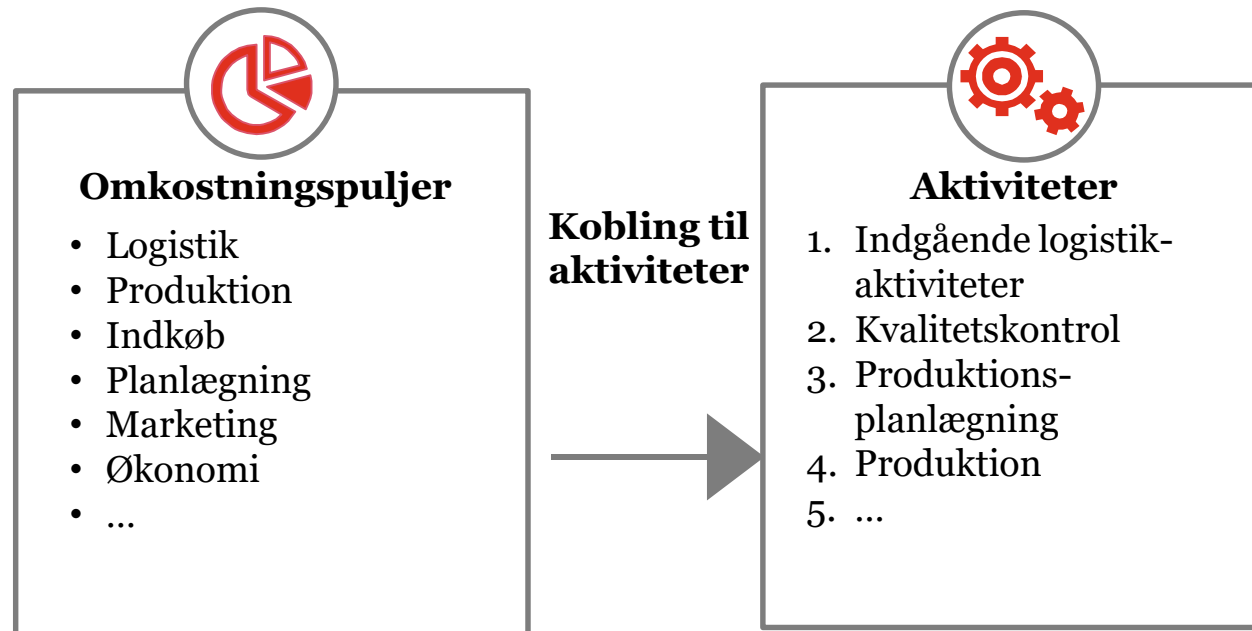 Omkostningspuljer
• Logistik
• Produktion
• Indkøb
• Planlægning
• Marketing
• Økonomi
• ...
Kobling til
aktiviteter
Aktiviteter
1. Indgående logistik-
aktiviteter
2. Kvalitetskontrol
3. Produktions-
planlægning
4. Produktion
5. ...